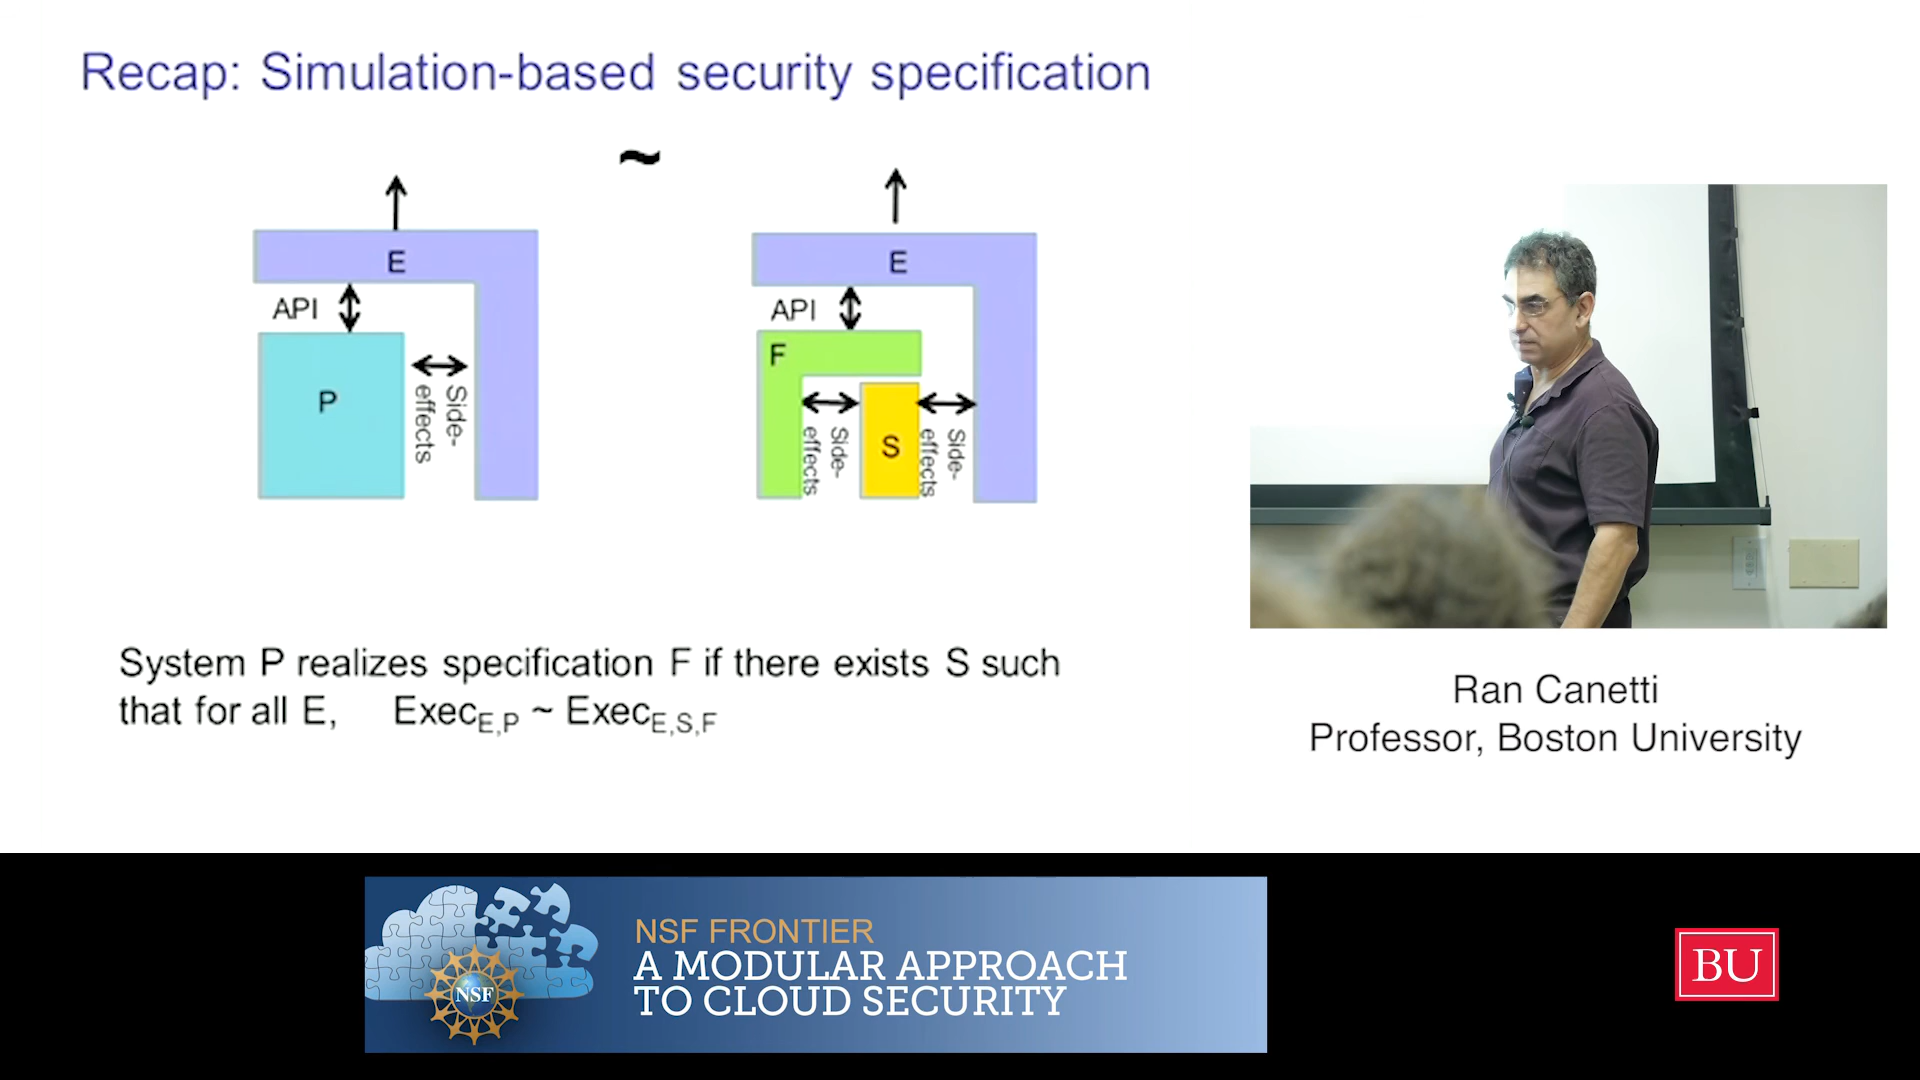 Recap: Simulation-based security specification
~
E
API
P
Side-
effects
E
API
F
Side-
effects
S
Side-
effects
System P realizes specification F if there exists S such
that for all E, Exec_E,P ~ Exec_E,S,F
Ran Canetti
Professor, Boston University
NSF FRONTIER
A MODULAR APPROACH
TO CLOUD SECURITY
NSF
BU